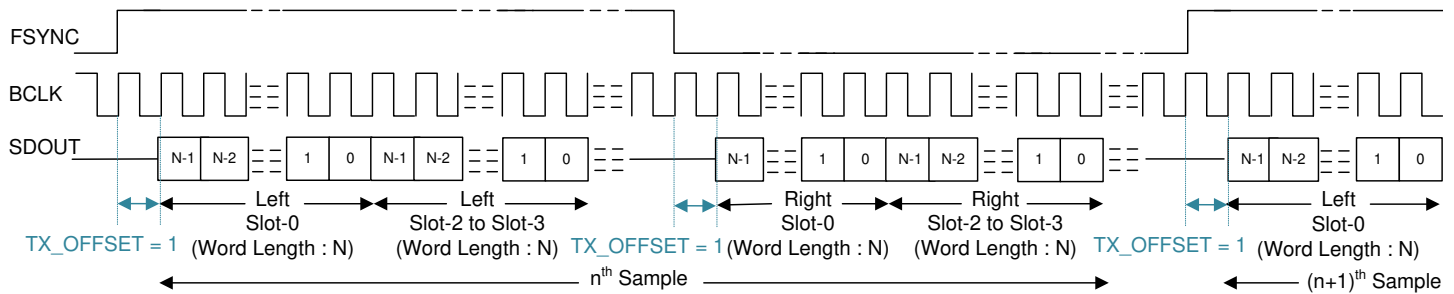 FSYNC
BCLK
SDOUT
N-1 N-2 1 0 N-1 N-2 1 0 N-1 1 0 N-1 N-2 1 0 N-1 N-2 1 0
Left Left Right Right Left
Slot-0 Slot-2 to Slot-3 Slot-0 Slot-2 to Slot-3 Slot-0
TX_OFFSET = 1 (Word Length : N) (Word Length : N) TX_OFFSET = 1 (Word Length : N) (Word Length : N) TX_OFFSET = 1 (Word Length : N)
nth Sample (n+1)th Sample